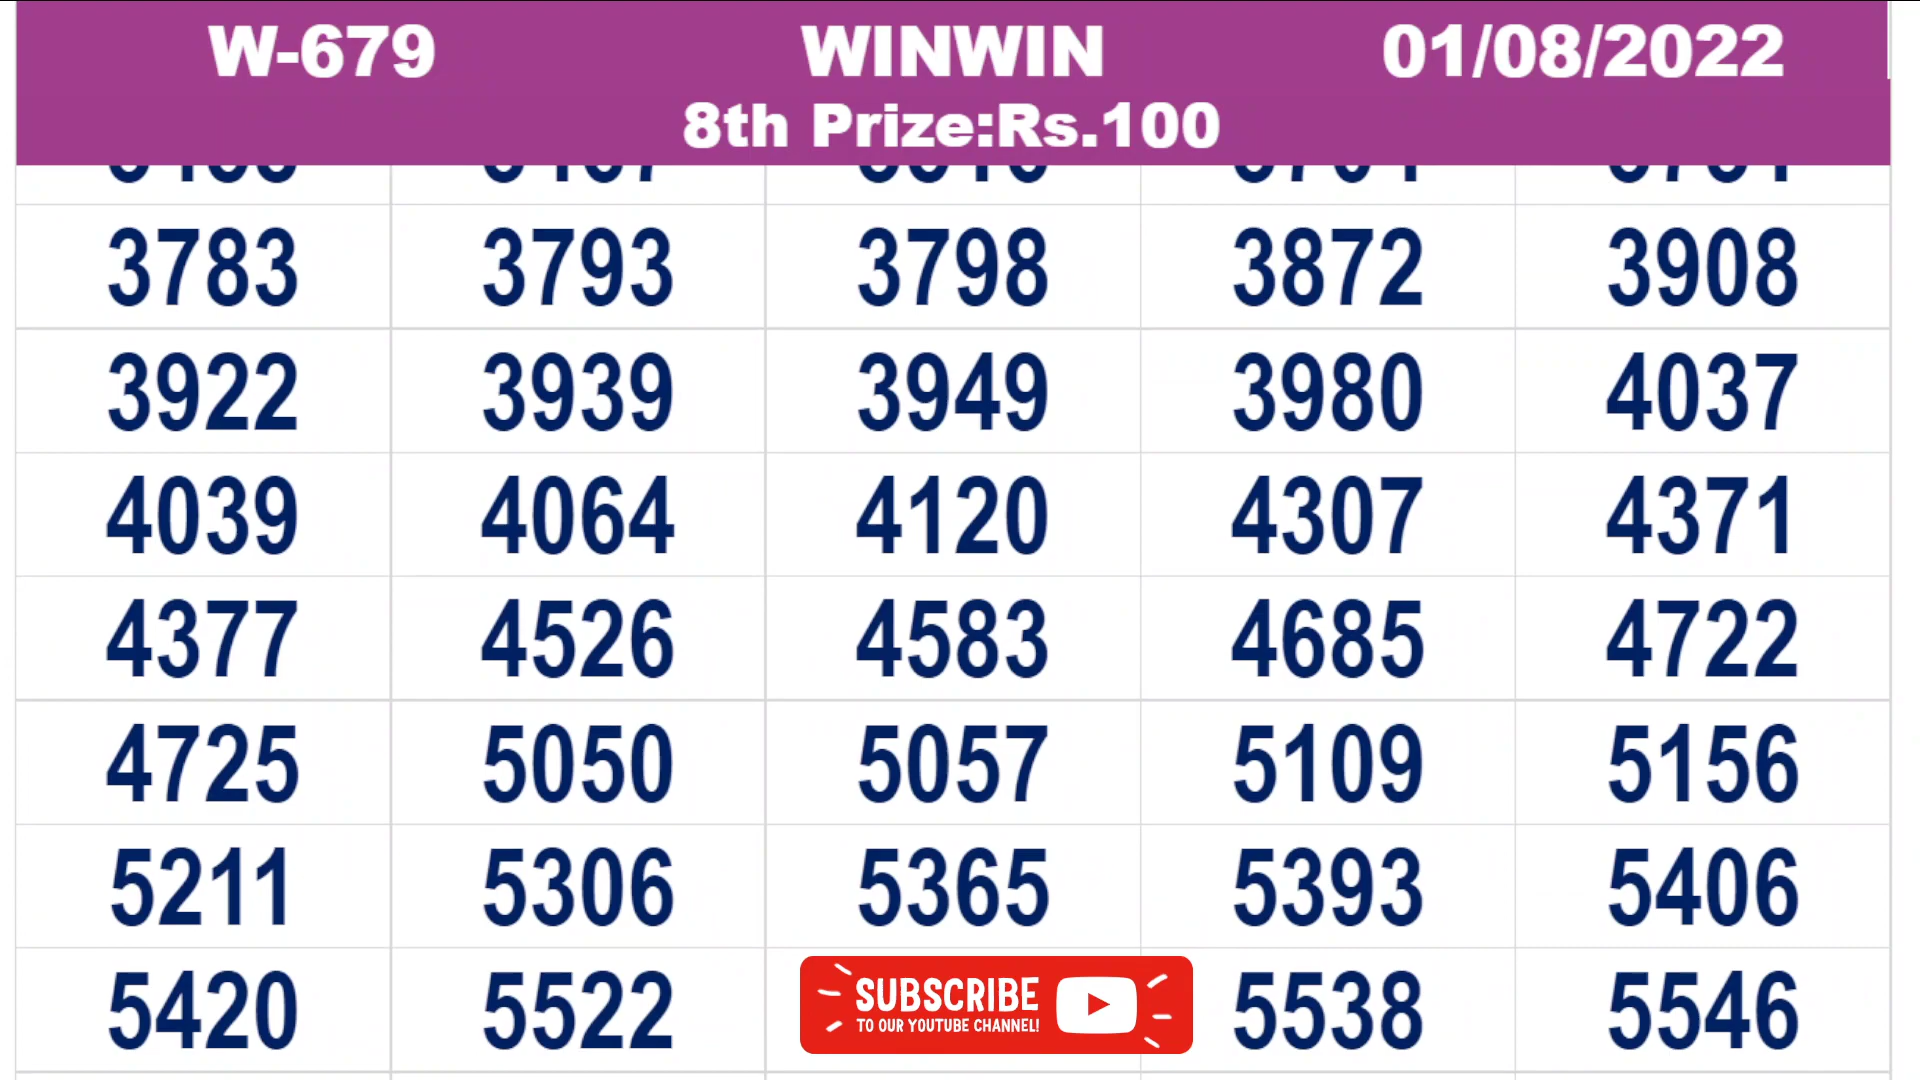 W-679 WINWIN 01/08/2022
8th Prize:Rs.100
3783 3793 3798 3872 3908
3922 3939 3949 3980 4037
4039 4064 4120 4307 4371
4377 4526 4583 4685 4722
4725 5050 5057 5109 5156
5211 5306 5365 5393 5406
5420 5522 5538 5546
SUBSCRIBE
TO OUR YOUTUBE CHANNEL!